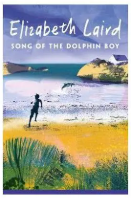 Elizabeth Laird
SONG OF THE DOLPHIN BOY